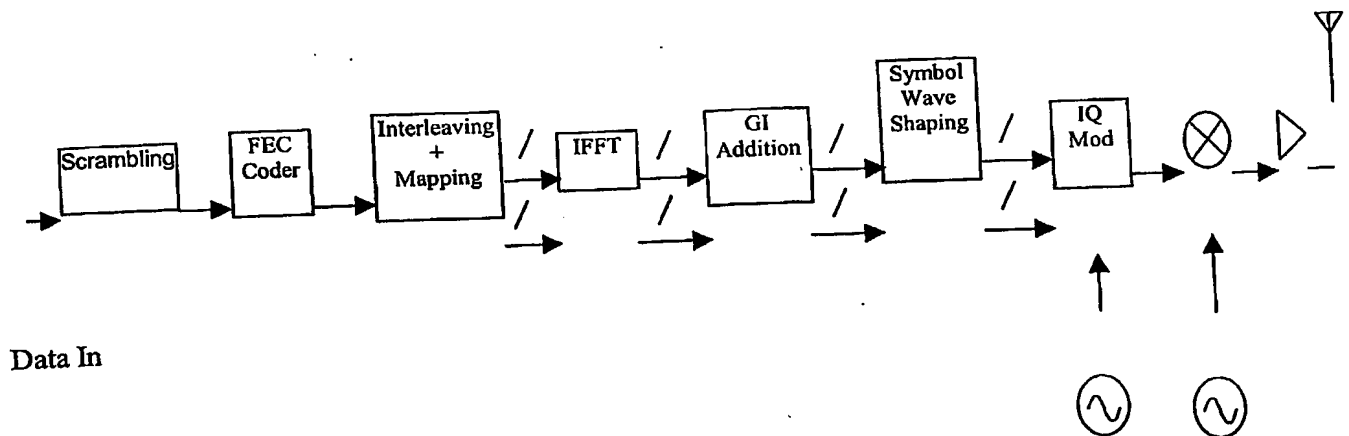 Scrambling
FEC
Coder
Interleaving
+
Mapping
IFFT
GI
Addition
Symbol
Wave
Shaping
IQ
Mod
Data In